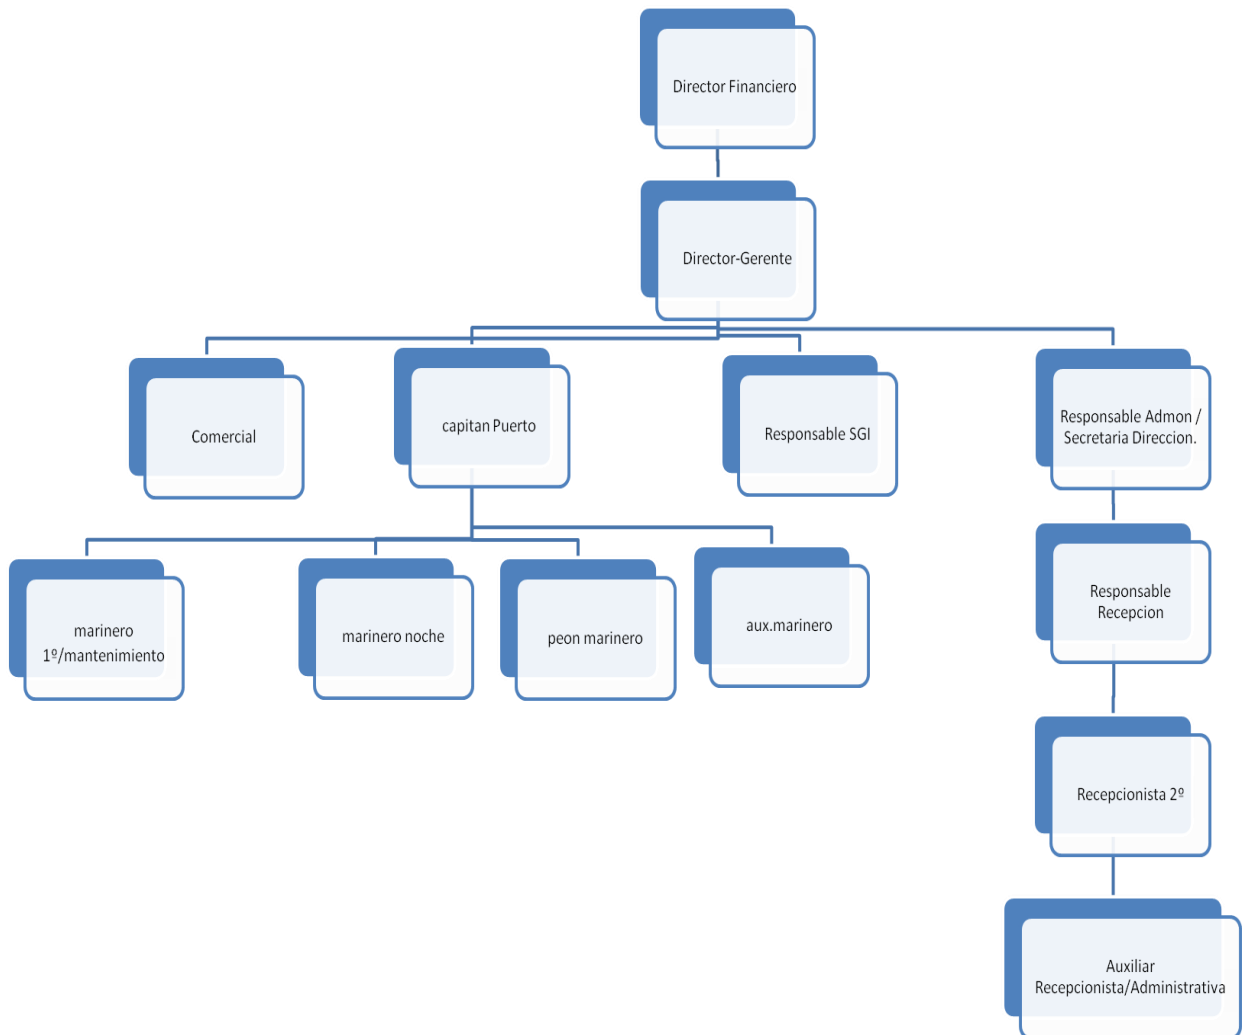 Director Financiero
Director-Gerente
Comercial
capitan Puerto
Responsable SGI
Responsable Admon /
Secretaria Direccion.
marinero
1º/mantenimiento
marinero noche
peon marinero
aux.marinero
Responsable
Recepcion
Recepcionista 2º
Auxiliar
Recepcionista/Administrativa